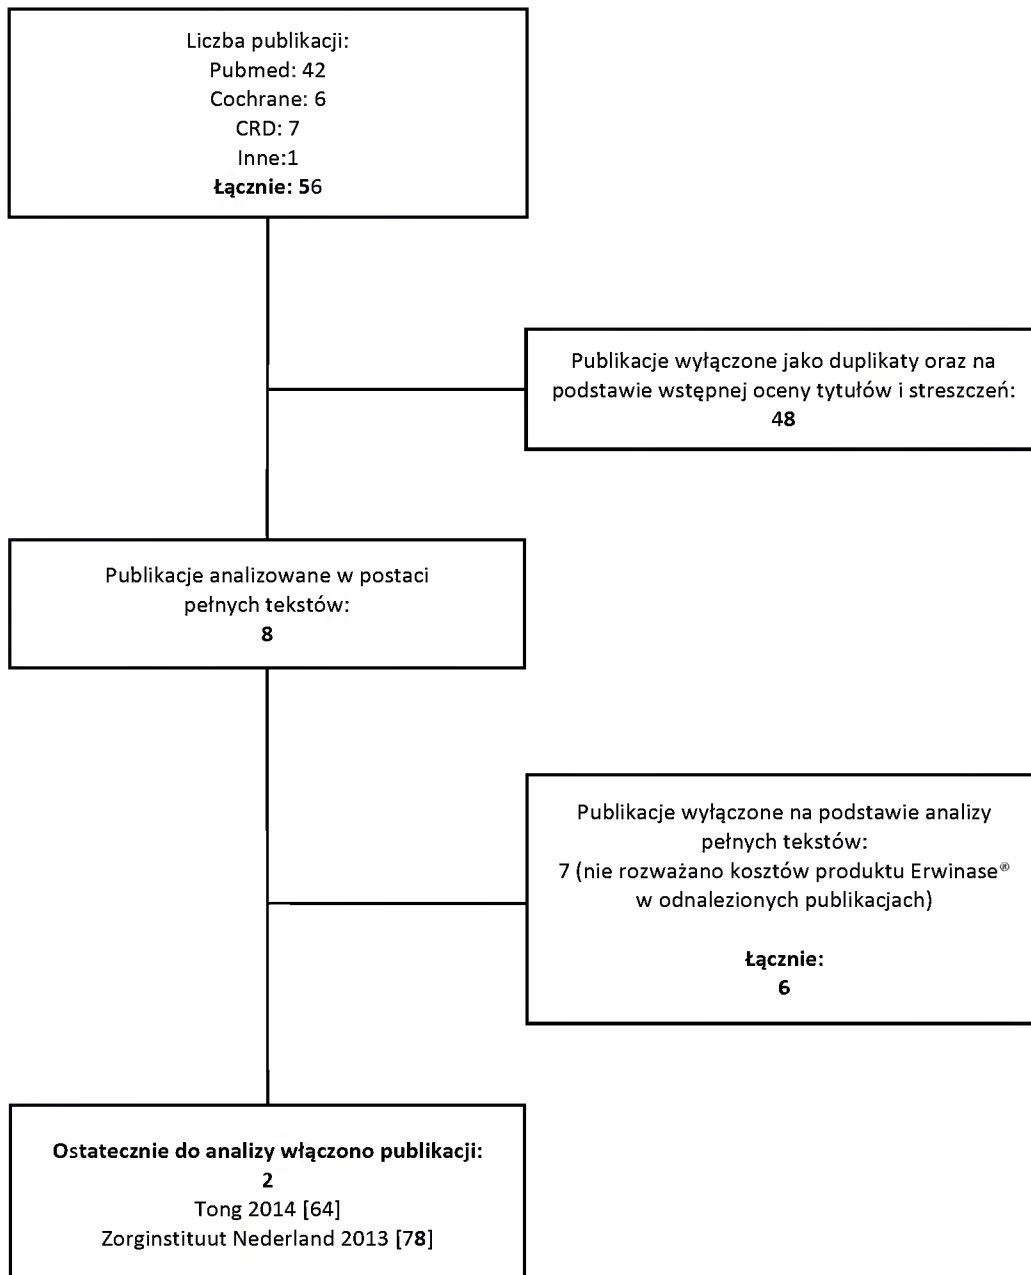 Liczba publikacji:
Pubmed: 42
Cochrane: 6
CRD: 7
Inne:1
Łącznie: 56
Publikacje wyłączone jako duplikaty oraz na
podstawie wstępnej oceny tytułów i streszczeń:
48
Publikacje analizowane w postaci
pełnych tekstów:
8
Publikacje wyłączone na podstawie analizy
pełnych tekstów:
7 (nie rozważano kosztów produktu Erwinase®
w odnalezionych publikacjach)
Łącznie:
6
Ostatecznie do analizy włączono publikacji:
2
Tong 2014 [64]
Zorginstituut Nederland 2013 [78]